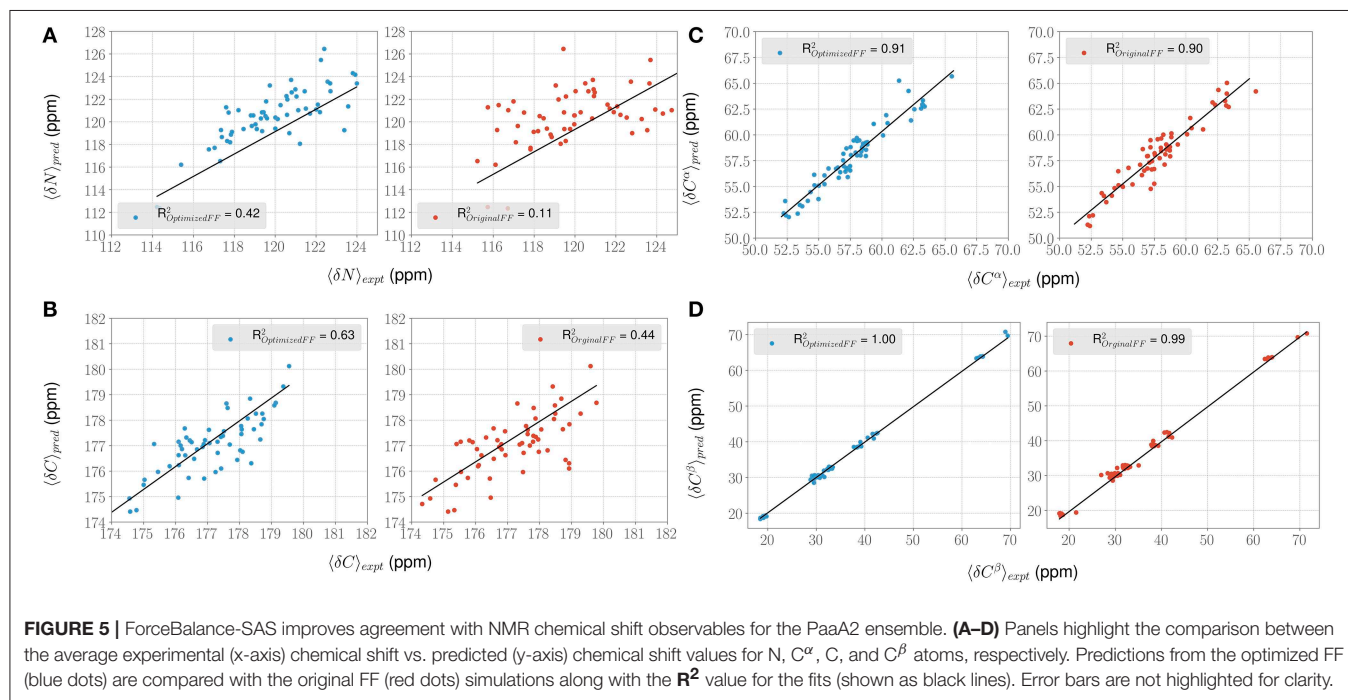 A
128
126
124
122
120
118
116
114
112
110
⟨δN⟩pred (ppm)
R²OptimizedFF = 0.42
112 114 116 118 120 122 124
128
126
124
122
120
118
116
114
112
110
R²OriginalFF = 0.11
112 114 116 118 120 122 124
⟨δN⟩expt (ppm)
C
70.0
67.5
65.0
62.5
60.0
57.5
55.0
52.5
50.0
⟨δCα⟩pred (ppm)
R²OptimizedFF = 0.91
50.0 52.5 55.0 57.5 60.0 62.5 65.0 67.5 70.0
70.0
67.5
65.0
62.5
60.0
57.5
55.0
52.5
50.0
R²OriginalFF = 0.90
50.0 52.5 55.0 57.5 60.0 62.5 65.0 67.5 70.0
⟨δCα⟩expt (ppm)
B
182
181
180
179
178
177
176
175
174
⟨δC⟩pred (ppm)
R²OptimizedFF = 0.63
174 175 176 177 178 179 180 181 182
182
181
180
179
178
177
176
175
174
R²OrginalFF = 0.44
174 175 176 177 178 179 180 181 182
⟨δC⟩expt (ppm)
D
70
60
50
40
30
20
⟨δCβ⟩pred (ppm)
R²OptimizedFF = 1.00
20 30 40 50 60 70
70
60
50
40
30
20
R²OrginalFF = 0.99
20 30 40 50 60 70
⟨δCβ⟩expt (ppm)
FIGURE 5 | ForceBalance-SAS improves agreement with NMR chemical shift observables for the PaaA2 ensemble. (A–D) Panels highlight the comparison between
the average experimental (x-axis) chemical shift vs. predicted (y-axis) chemical shift values for N, Cα, C, and Cβ atoms, respectively. Predictions from the optimized FF
(blue dots) are compared with the original FF (red dots) simulations along with the R² value for the fits (shown as black lines). Error bars are not highlighted for clarity.